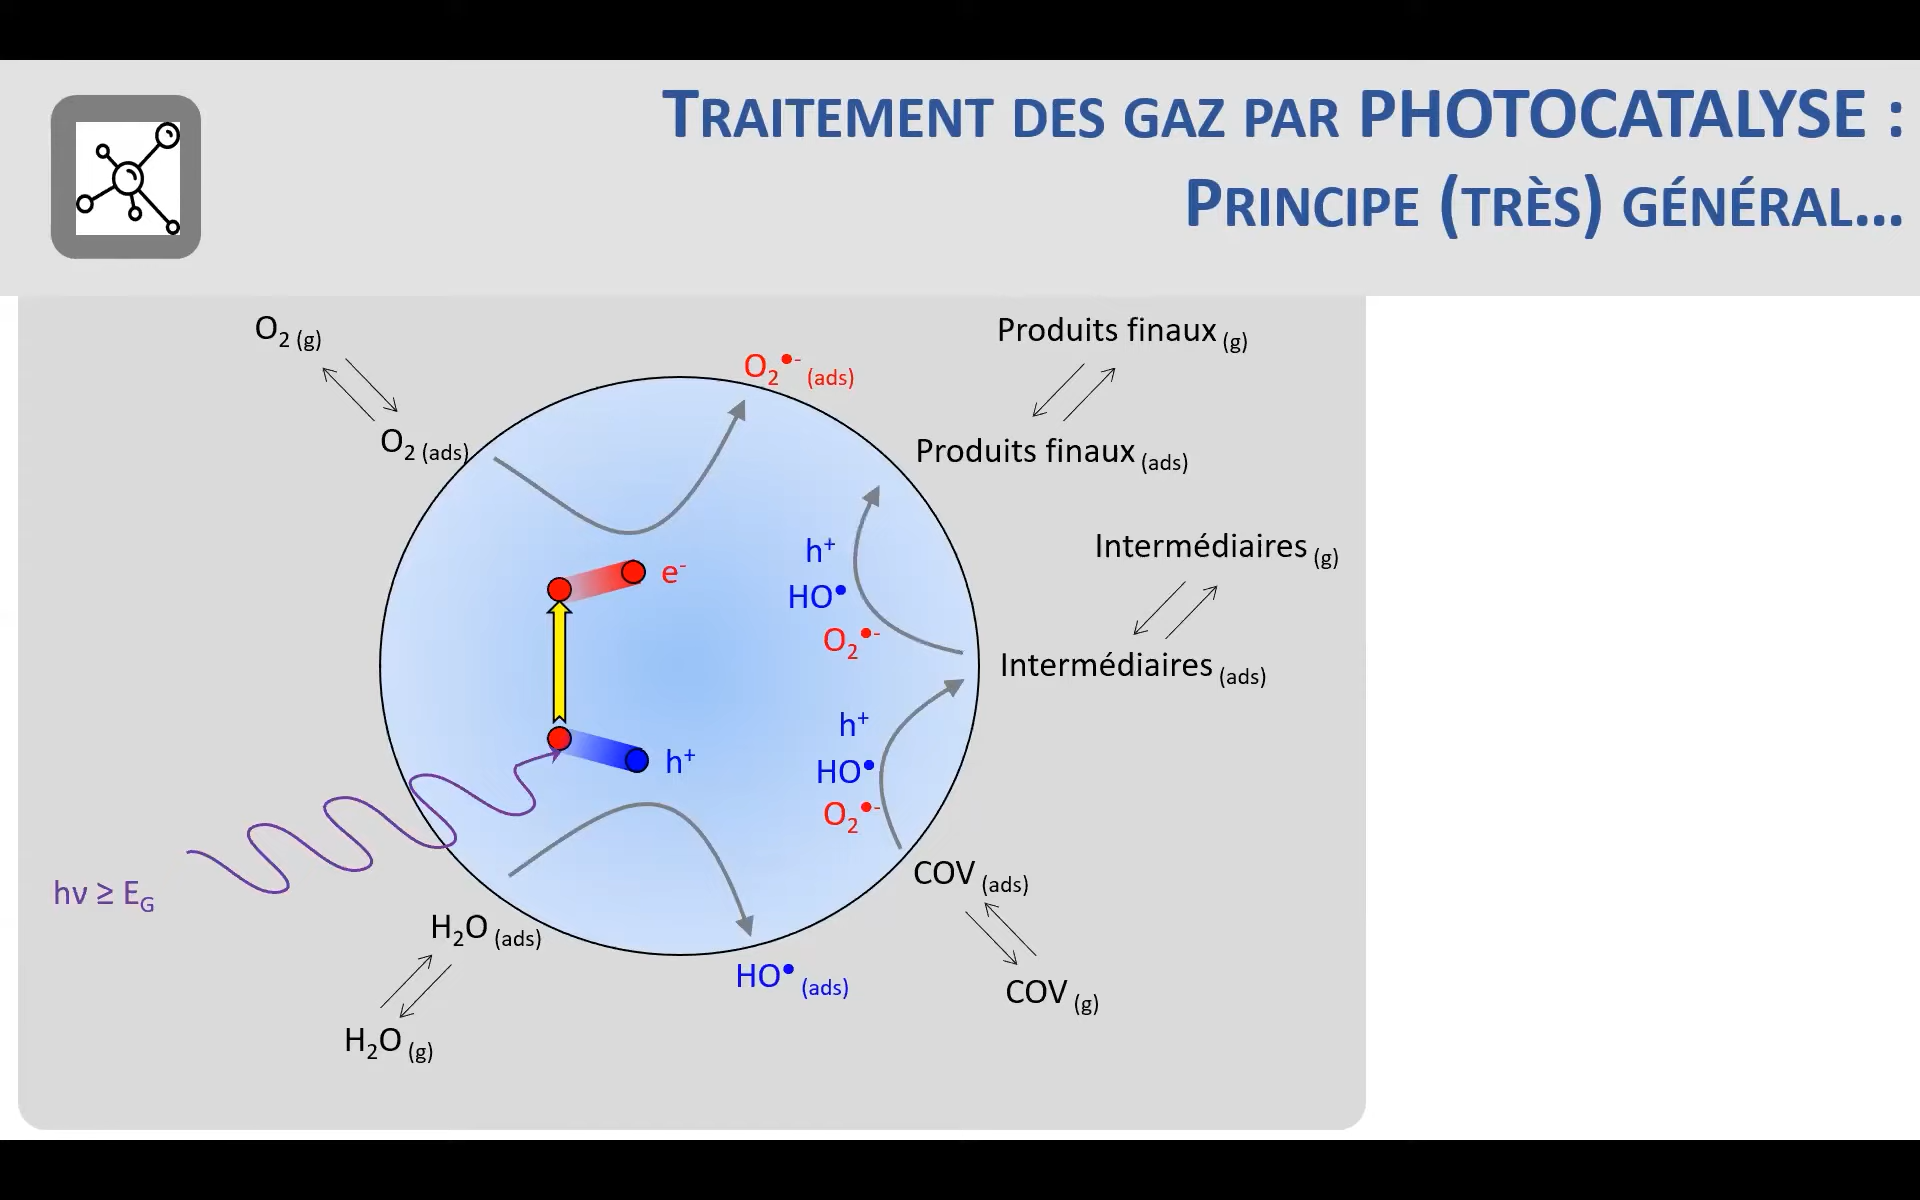 TRAITEMENT DES GAZ PAR PHOTOCATALYSE :
PRINCIPE (TRÈS) GÉNÉRAL...
O₂ (g)
O₂ (ads)
O₂•⁻ (ads)
Produits finaux (g)
Produits finaux (ads)
Intermédiaires (g)
Intermédiaires (ads)
e⁻
h⁺
HO•
O₂•⁻
h⁺
h⁺
HO•
O₂•⁻
hν ≥ E_G
COV (ads)
COV (g)
H₂O (ads)
H₂O (g)
HO• (ads)